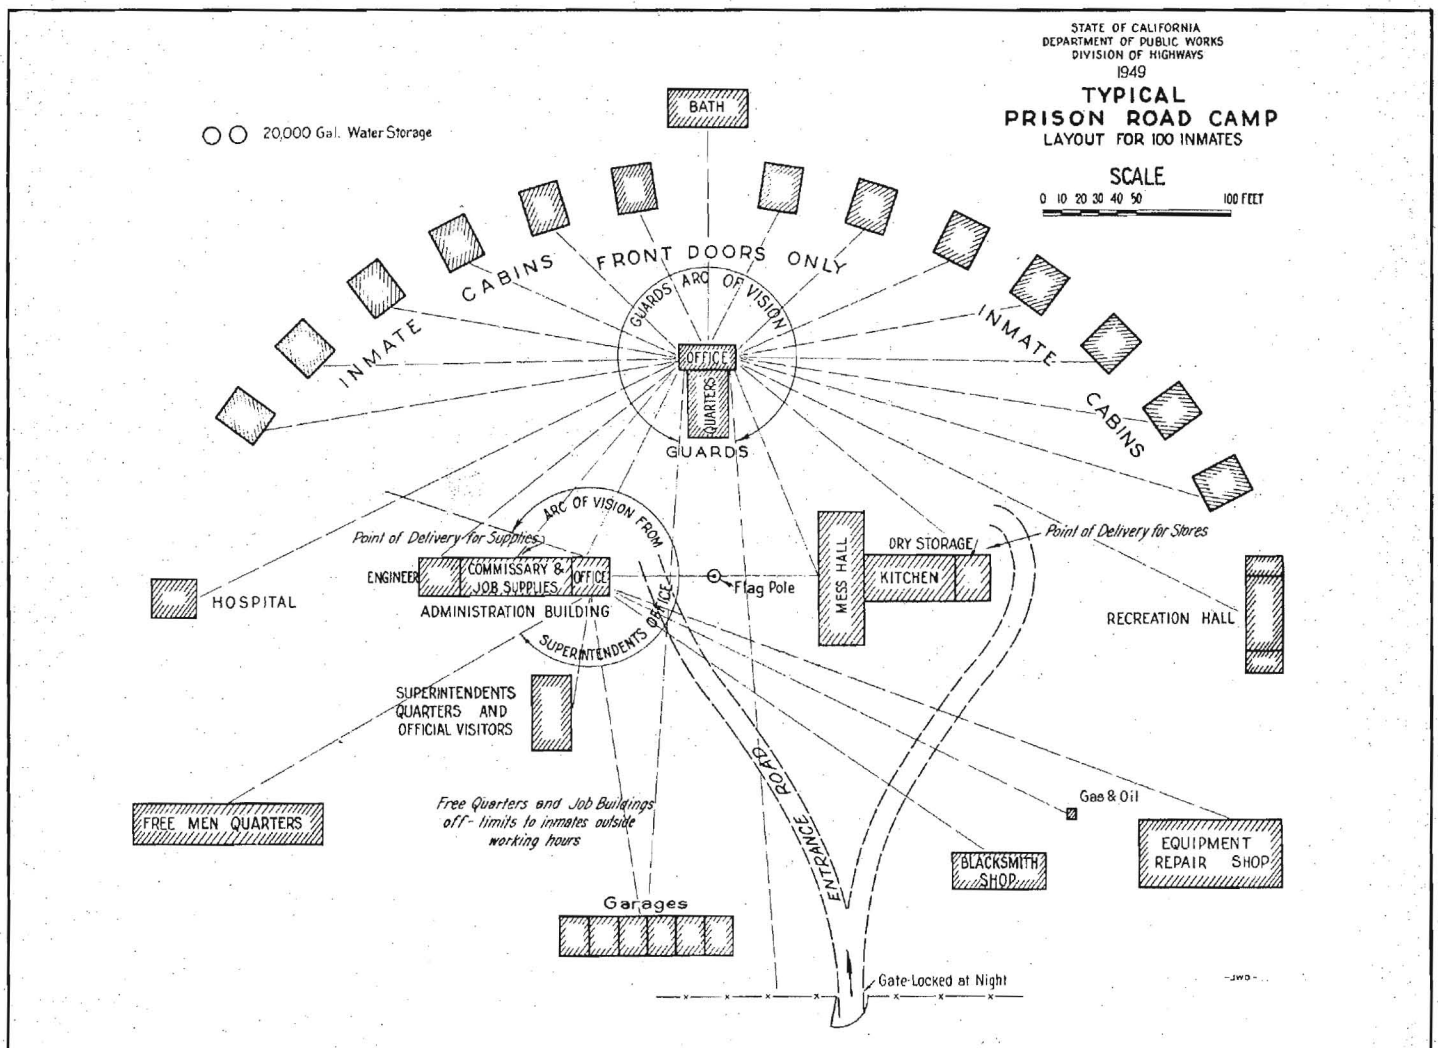 STATE OF CALIFORNIA
DEPARTMENT OF PUBLIC WORKS
DIVISION OF HIGHWAYS
1949
TYPICAL
PRISON ROAD CAMP
LAYOUT FOR 100 INMATES
SCALE
0 10 20 30 40 50 100 FEET
20,000 Gal. Water Storage
BATH
INMATE CABINS FRONT DOORS ONLY INMATE CABINS
GUARDS ARC OF VISION
OFFICE
QUARTERS
GUARDS
ARC OF VISION FROM
SUPERINTENDENTS OFFICE
Point of Delivery for Supplies
ENGINEER
COMMISSARY &
JOB SUPPLIES
OFFICE
ADMINISTRATION BUILDING
Flag Pole
MESS HALL
KITCHEN
DRY STORAGE
Point of Delivery for Stores
HOSPITAL
RECREATION HALL
SUPERINTENDENTS
QUARTERS AND
OFFICIAL VISITORS
FREE MEN QUARTERS
Free Quarters and Job Buildings
off-limits to inmates outside
working hours
ENTRANCE ROAD
Gas & Oil
BLACKSMITH
SHOP
EQUIPMENT
REPAIR SHOP
Garages
Gate-Locked at Night
-JWD-